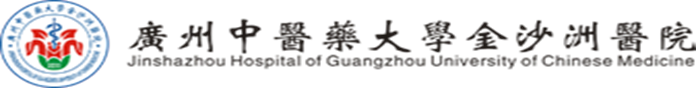 廣州中醫藥大學金沙洲醫院
Jinshazhou Hospital of Guangzhou University of Chinese Medicine